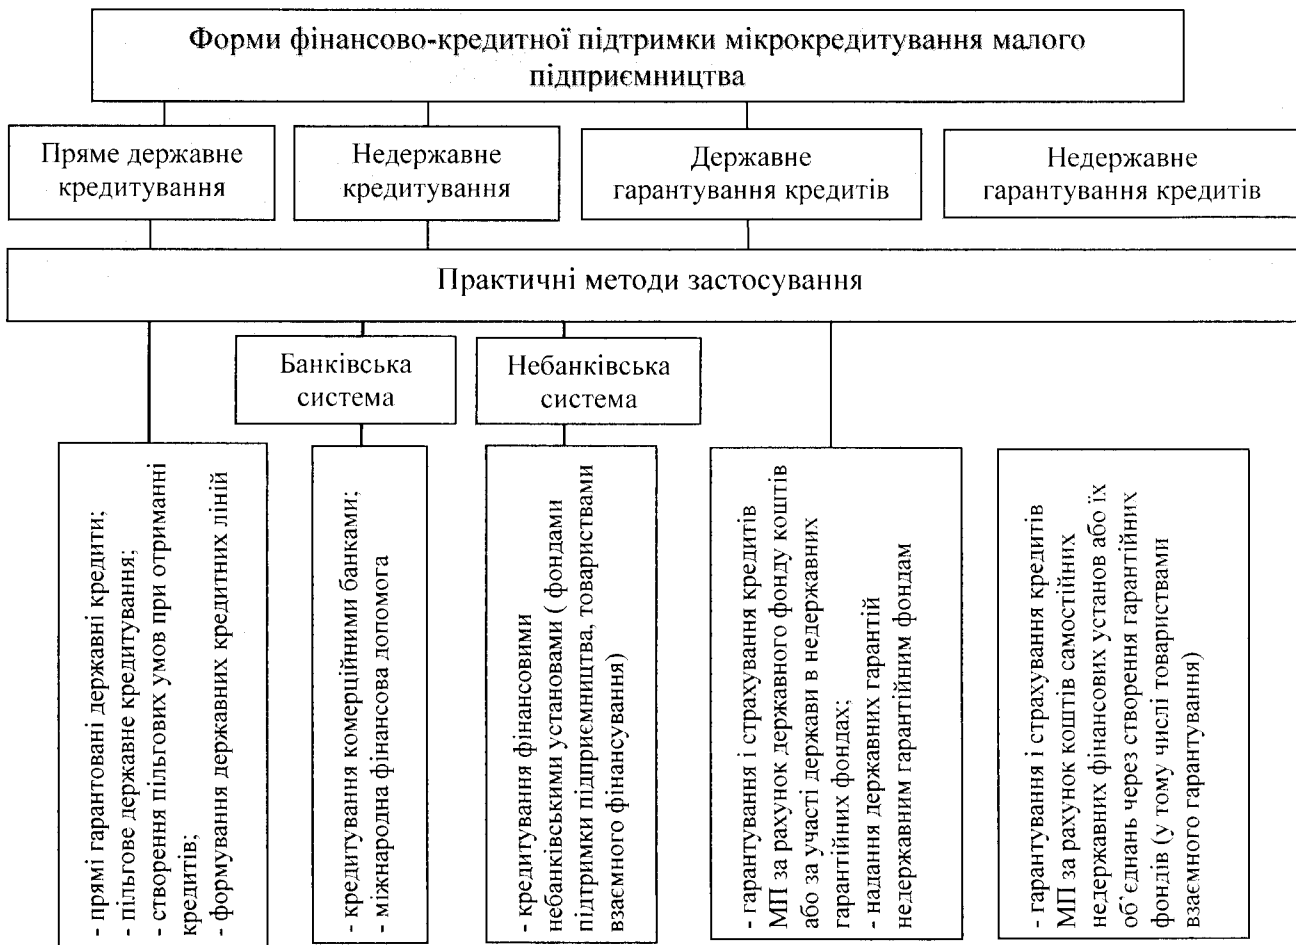 Форми фінансово-кредитної підтримки мікрокредитування малого
підприємництва
Пряме державне
кредитування
Недержавне
кредитування
Державне
гарантування кредитів
Недержавне
гарантування кредитів
Практичні методи застосування
Банківська
система
Небанківська
система
- прямі гарантовані державні кредити;
- пільгове державне кредитування;
- створення пільгових умов при отриманні
кредитів;
- формування державних кредитних ліній
- кредитування комерційними банками;
- міжнародна фінансова допомога
- кредитування фінансовими
небанківськими установами ( фондами
підтримки підприємництва, товариствами
взаємного фінансування)
- гарантування і страхування кредитів
МП за рахунок державного фонду коштів
або за участі держави в недержавних
гарантійних фондах;
- надання державних гарантій
недержавним гарантійним фондам
- гарантування і страхування кредитів
МП за рахунок коштів самостійних
недержавних фінансових установ або їх
об`єднань через створення гарантійних
фондів (у тому числі товариствами
взаємного гарантування)